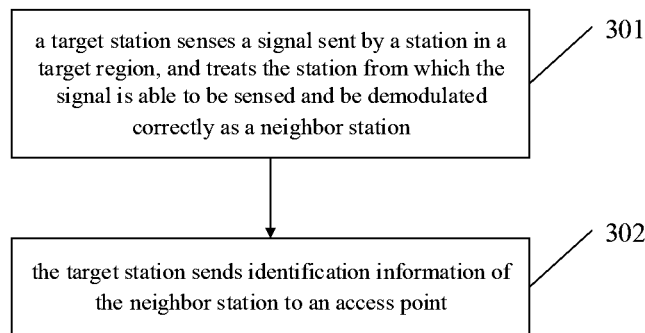 a target station senses a signal sent by a station in a
target region, and treats the station from which the
signal is able to be sensed and be demodulated
correctly as a neighbor station
301
the target station sends identification information of
the neighbor station to an access point
302